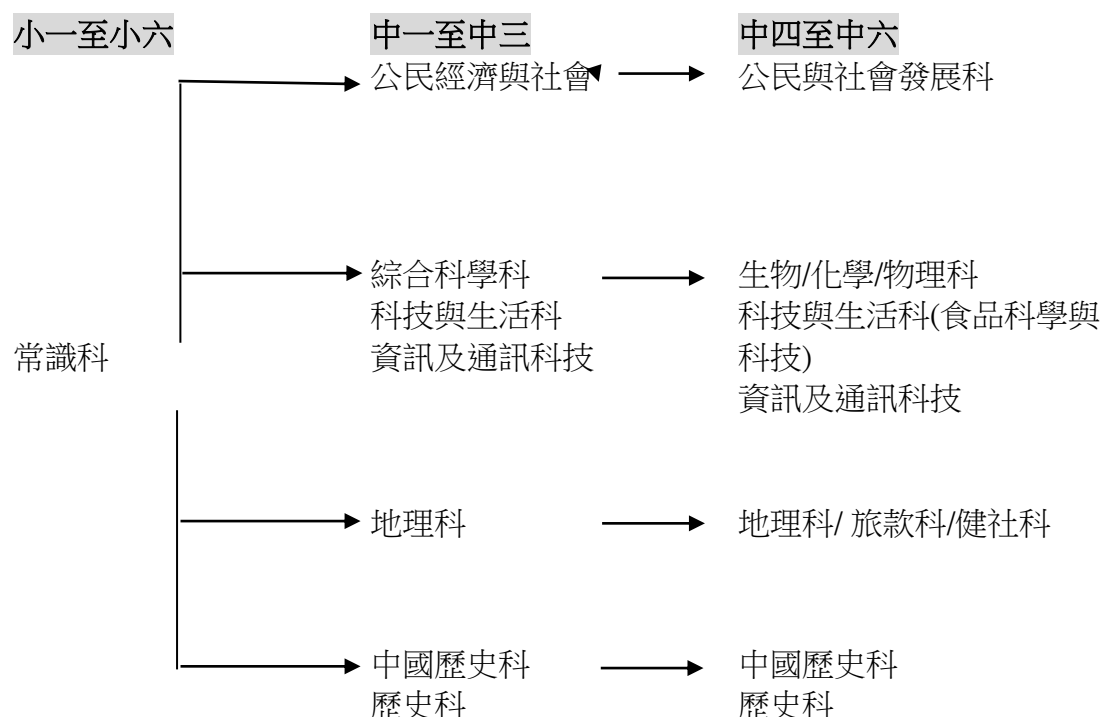 小一至小六
中一至中三
中四至中六
公民經濟與社會
公民與社會發展科
常識科
綜合科學科
科技與生活科
資訊及通訊科技
生物/化學/物理科
科技與生活科(食品科學與
科技)
資訊及通訊科技
地理科
地理科/ 旅款科/健社科
中國歷史科
歷史科
中國歷史科
歷史科